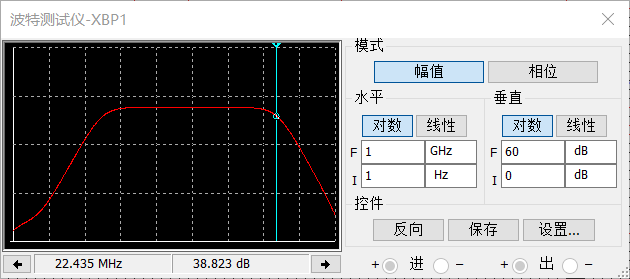 波特测试仪-XBP1
模式
幅值 相位
水平 垂直
对数 线性 对数 线性
F 1 GHz F 60 dB
I 1 Hz I 0 dB
控件
反向 保存 设置...
22.435 MHz 38.823 dB + 进 − + 出 −